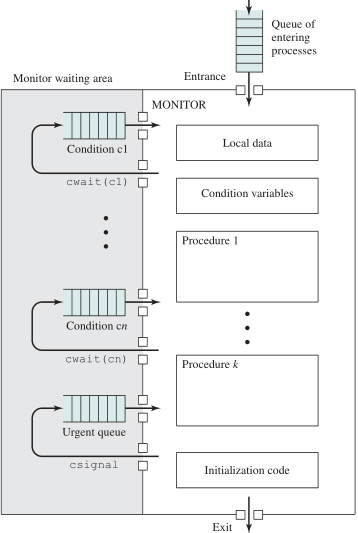 Queue of
entering
processes
Entrance
Monitor waiting area
MONITOR
Condition c1
cwait(c1)
Local data
Condition variables
Procedure 1
Condition cn
cwait(cn)
Procedure k
Urgent queue
csignal
Initialization code
Exit